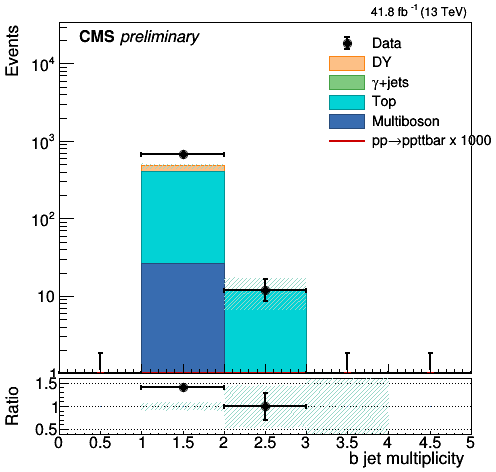 41.8 fb⁻¹ (13 TeV)
CMS preliminary
Events
Data
DY
γ+jets
Top
Multiboson
pp→ppttbar x 1000
10⁴
10³
10²
10
1
Ratio
1.5
1
0.5
0 0.5 1 1.5 2 2.5 3 3.5 4 4.5 5
b jet multiplicity